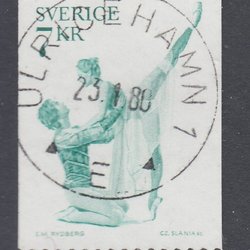 SVERIGE
7 KR
ULRICEHAMN 1
23.1.80
E
C.M. RYDBERG
CZ. SLANIA sc.